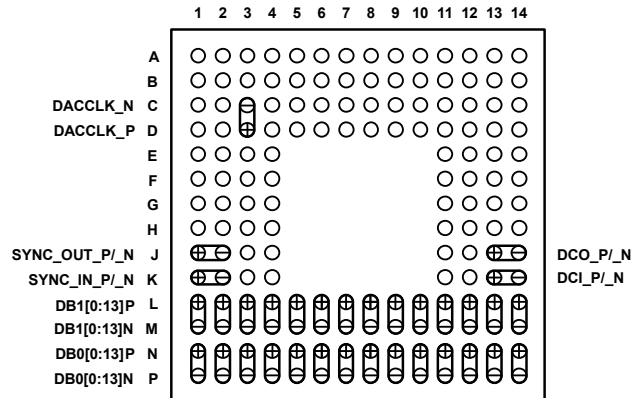 1 2 3 4 5 6 7 8 9 10 11 12 13 14
A
B
DACCLK_N C
DACCLK_P D
E
F
G
H
SYNC_OUT_P/_N J DCO_P/_N
SYNC_IN_P/_N K DCI_P/_N
DB1[0:13]P L
DB1[0:13]N M
DB0[0:13]P N
DB0[0:13]N P